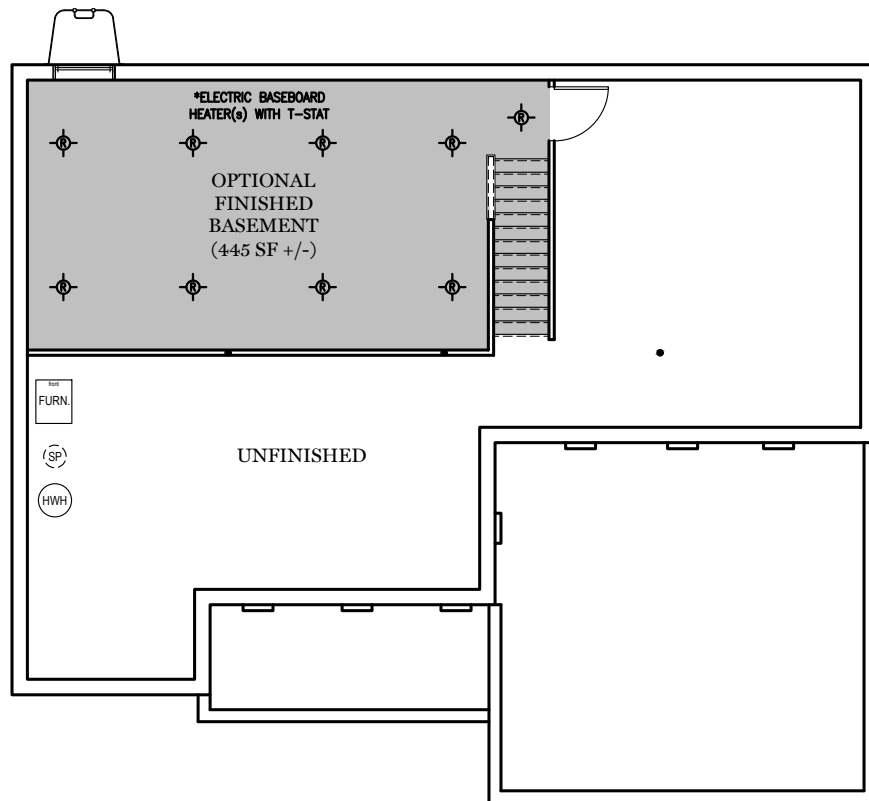 *ELECTRIC BASEBOARD
HEATER(s) WITH T-STAT
R
R
R
R
R
OPTIONAL
FINISHED
BASEMENT
(445 SF +/-)
R
R
R
R
front
FURN.
SP
UNFINISHED
HWH